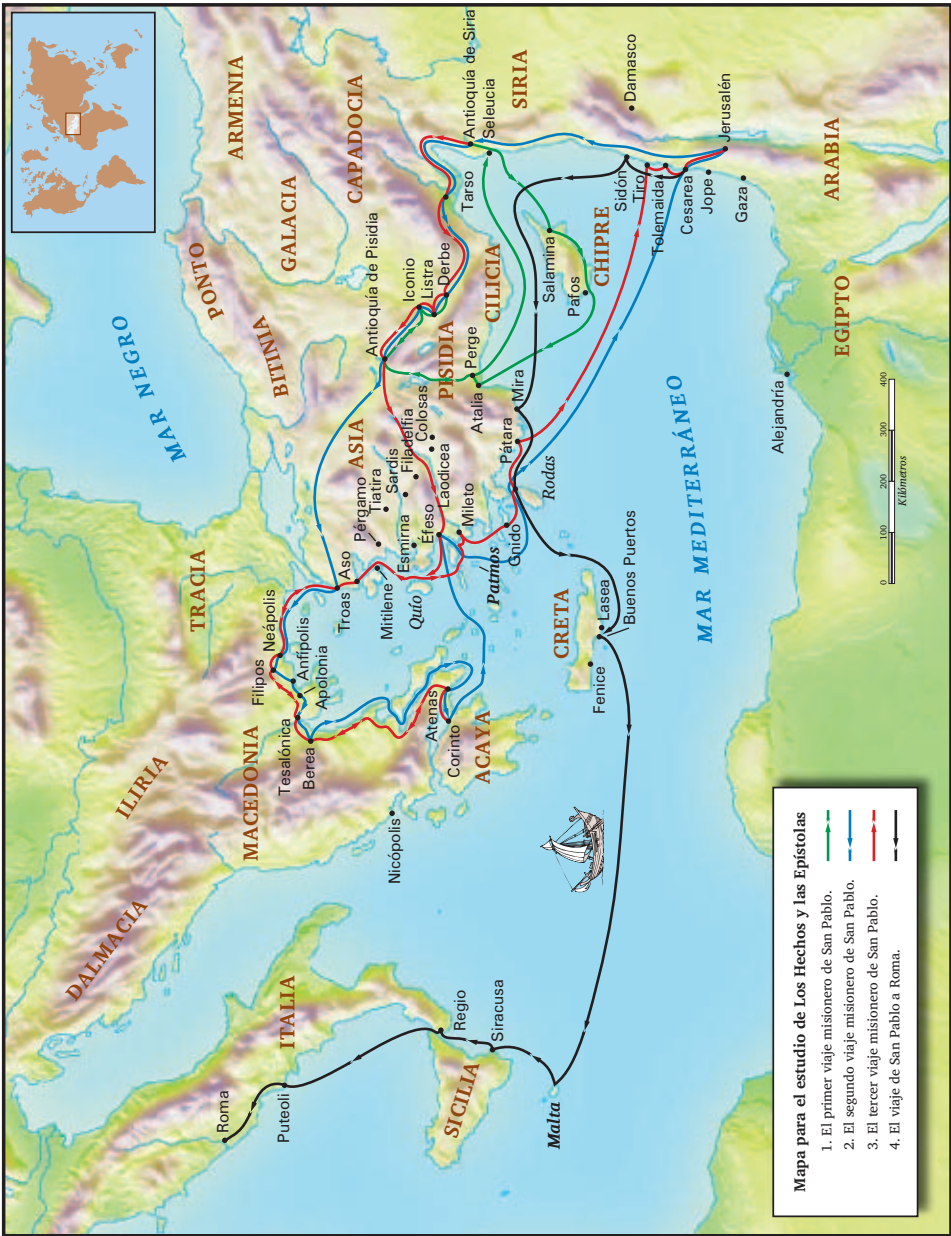 MAR NEGRO
ARMENIA
PONTO
GALACIA
CAPADOCIA
BITINIA
TRACIA
ILIRIA
DALMACIA
MACEDONIA
ITALIA
Roma
Puteoli
Regio
Siracusa
SICILIA
Malta
Nicópolis
Filipos
Neápolis
Anfípolis
Apolonia
Tesalónica
Berea
Atenas
Corinto
ACAYA
Troas
Aso
Mitilene
Quío
Pérgamo
Tiatira
Sardis
Filadelfia
Colosas
Esmirna
Éfeso
Laodicea
Mileto
Patmos
Gnido
ASIA
Antioquía de Pisidia
Iconio
Listra
Derbe
PISIDIA
CILICIA
Perge
Atalia
Mira
Pátara
Rodas
Tarso
Antioquía de Siria
Seleucia
SIRIA
Damasco
Salamina
Pafos
CHIPRE
Sidón
Tiro
Tolemaida
Cesarea
Jope
Gaza
Jerusalén
ARABIA
EGIPTO
Alejandría
CRETA
Fenice
Lasea
Buenos Puertos
MAR MEDITERRÁNEO
0 100 200 300 400
Kilómetros
Mapa para el estudio de Los Hechos y las Epístolas
1. El primer viaje misionero de San Pablo.
2. El segundo viaje misionero de San Pablo.
3. El tercer viaje misionero de San Pablo.
4. El viaje de San Pablo a Roma.